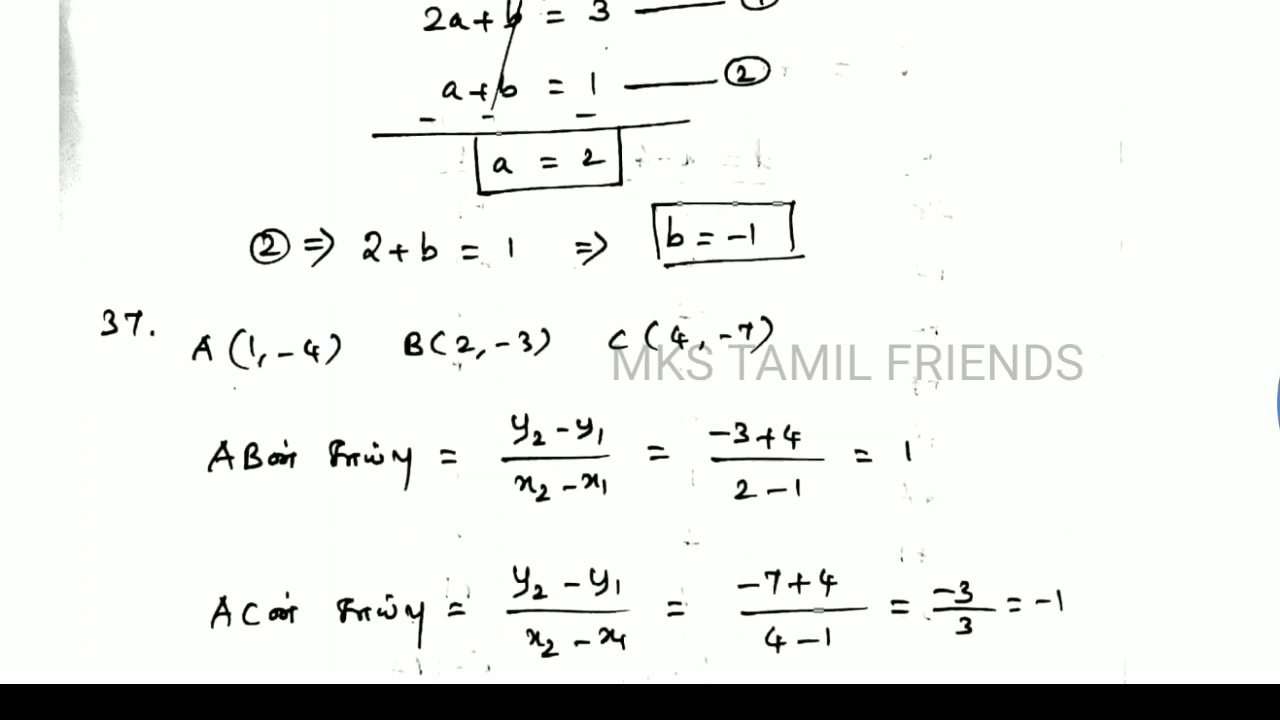 2a + b = 3 —— ①
a + b = 1 —— ②
- - -
a = 2
② ⇒ 2 + b = 1 ⇒ b = -1
37. A (1, -4) B(2, -3) C (4, -7)
MKS TAMIL FRIENDS
ABன் சாய்வு = y₂ - y₁ / x₂ - x₁ = -3+4 / 2-1 = 1
ACன் சாய்வு = y₂ - y₁ / x₂ - x₁ = -7+4 / 4-1 = -3/3 = -1